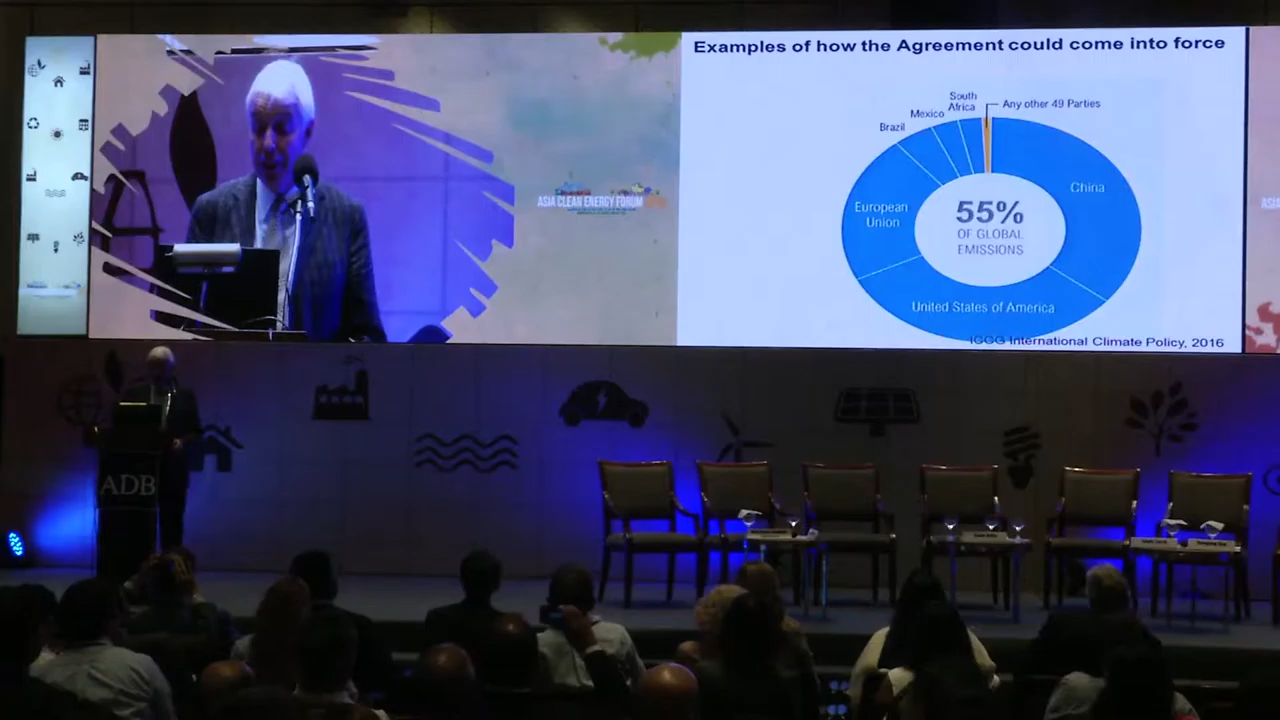 Examples of how the Agreement could come into force
South
Africa
Any other 49 Parties
Mexico
Brazil
China
European
Union
55%
OF GLOBAL
EMISSIONS
United States of America
ICCG International Climate Policy, 2016
ASIA CLEAN ENERGY FORUM
ADB